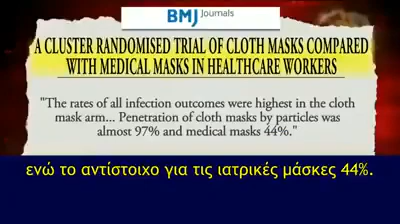 BMJ Journals
A CLUSTER RANDOMISED TRIAL OF CLOTH MASKS COMPARED
WITH MEDICAL MASKS IN HEALTHCARE WORKERS
"The rates of all infection outcomes were highest in the cloth
mask arm... Penetration of cloth masks by particles was
almost 97% and medical masks 44%."
ενώ το αντίστοιχο για τις ιατρικές μάσκες 44%.